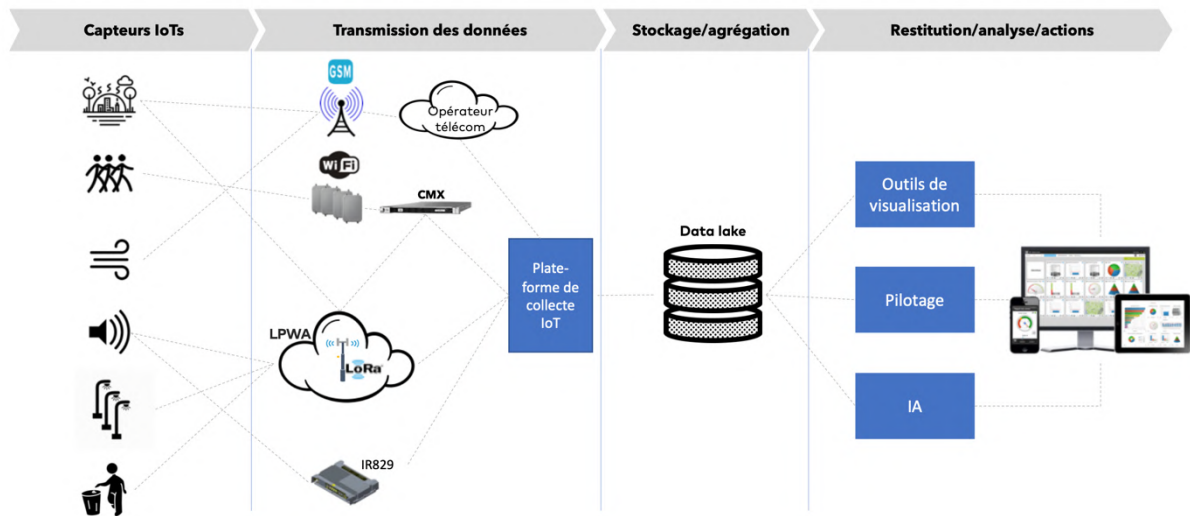 Capteurs IoTs
Transmission des données
Stockage/agrégation
Restitution/analyse/actions
GSM
Opérateur
télécom
WiFi
CMX
LPWA
LoRa
IR829
Plate-
forme de
collecte
IoT
Data lake
Outils de
visualisation
Pilotage
IA